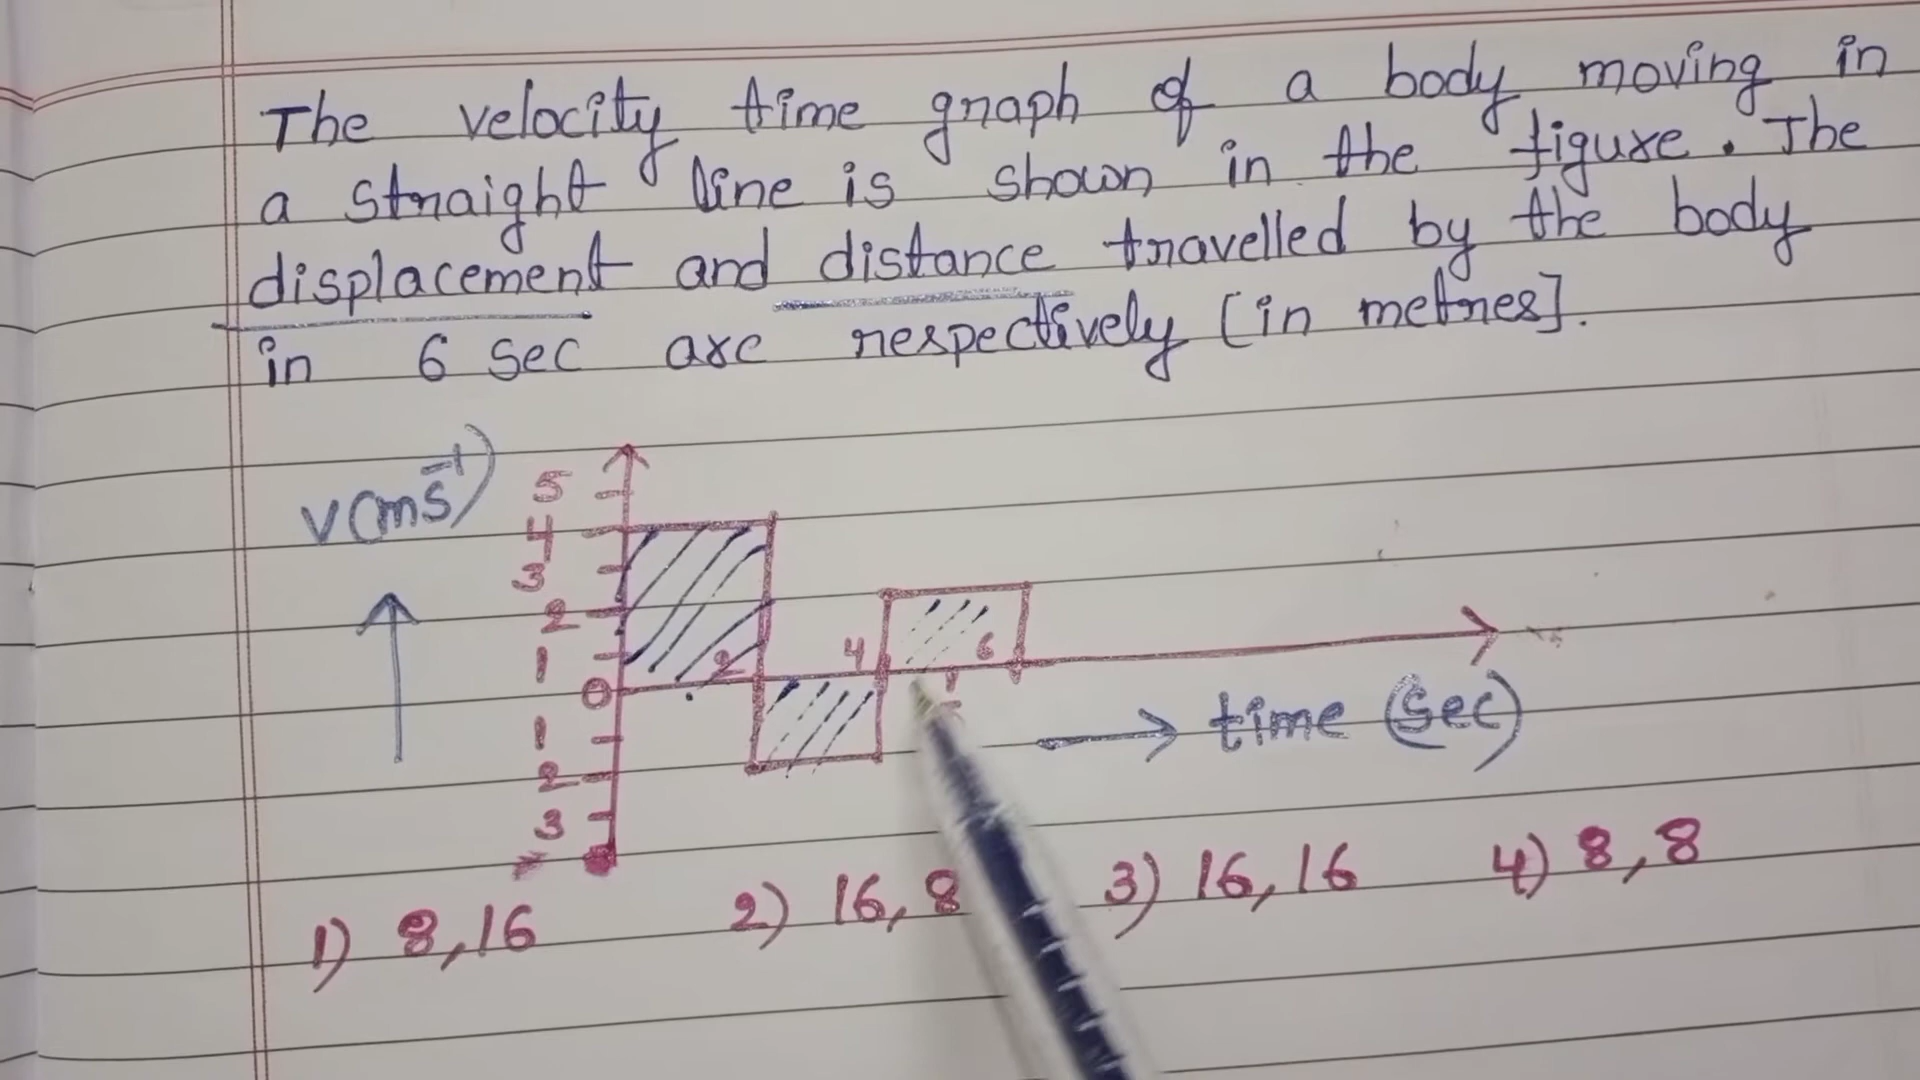 The velocity time graph of a body moving in
a straight line is shown in the figure. The
displacement and distance travelled by the body
in 6 sec are respectively [in metres].
v(ms⁻¹)
5
4
3
2
1
0
1
2
3
2 4 6
time (sec)
1) 8,16 2) 16,8 3) 16,16 4) 8,8